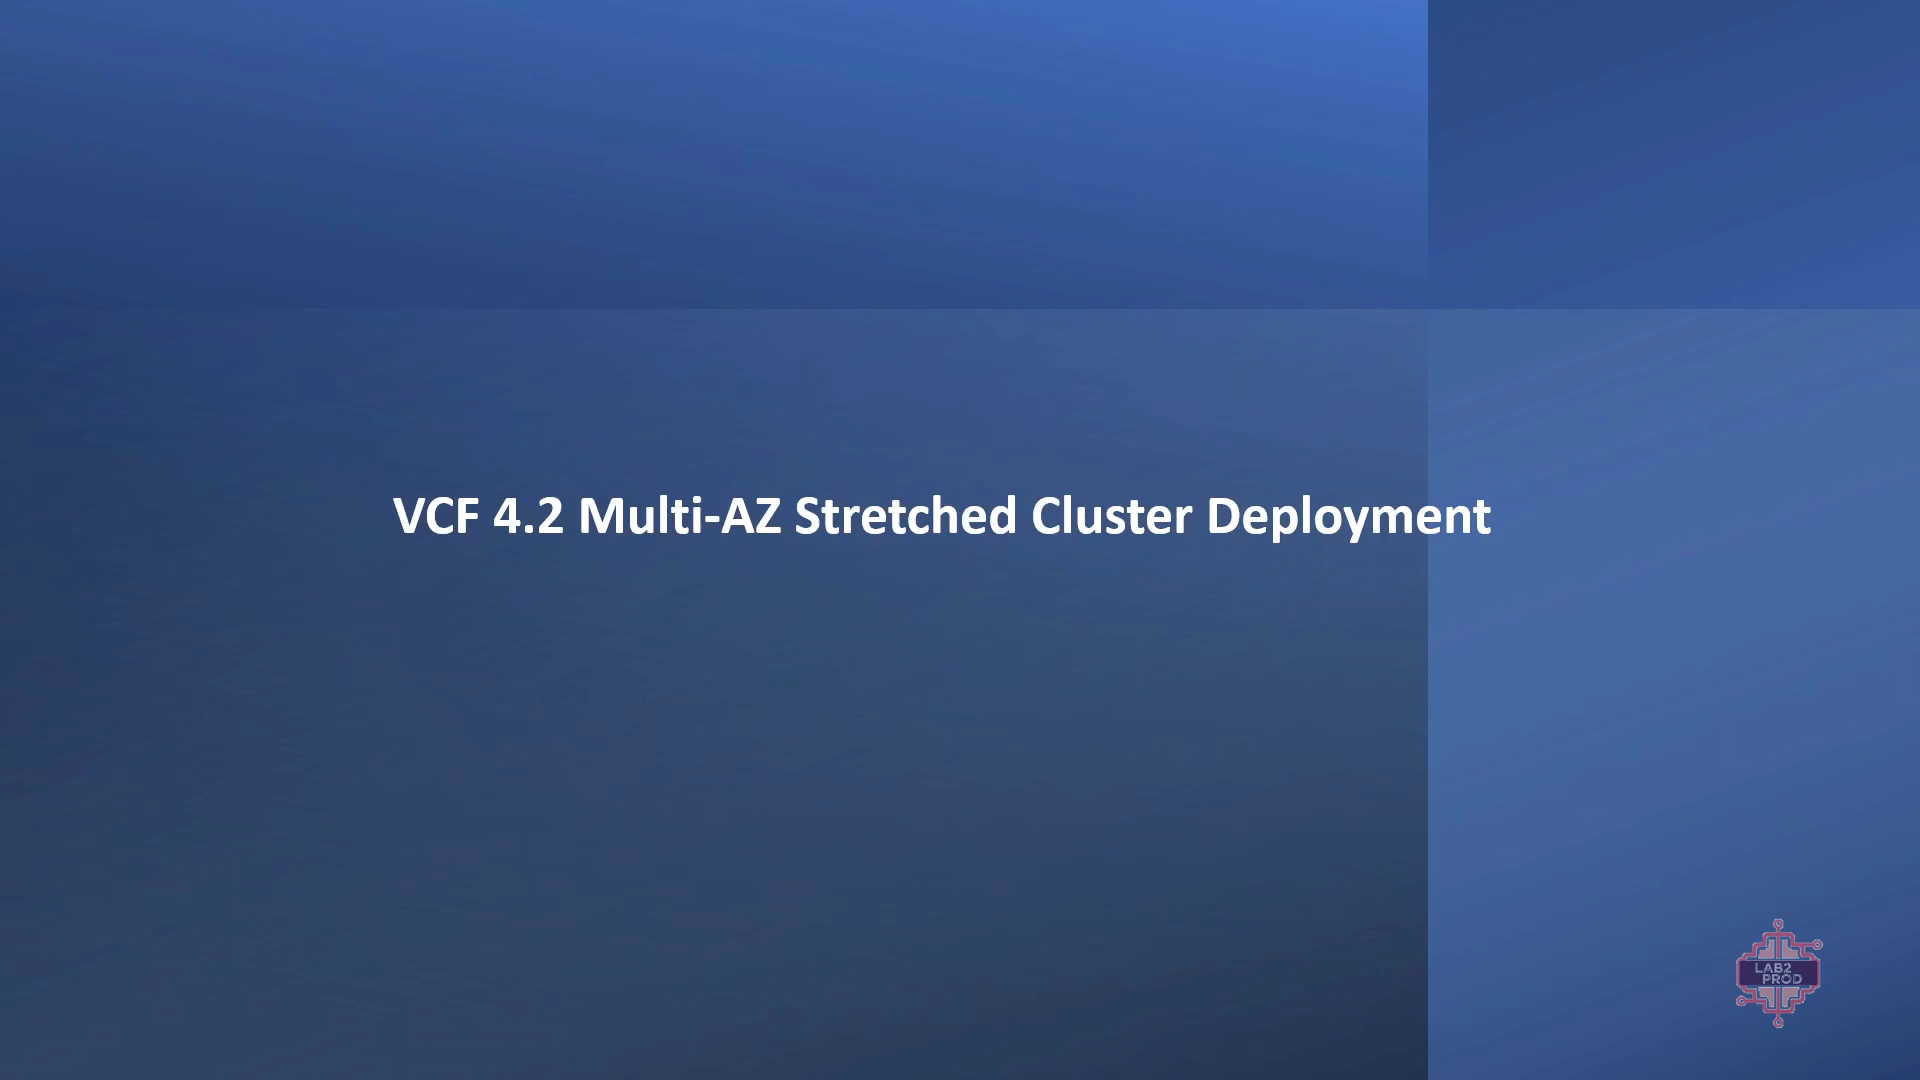 VCF 4.2 Multi-AZ Stretched Cluster Deployment
LAB2
PROD